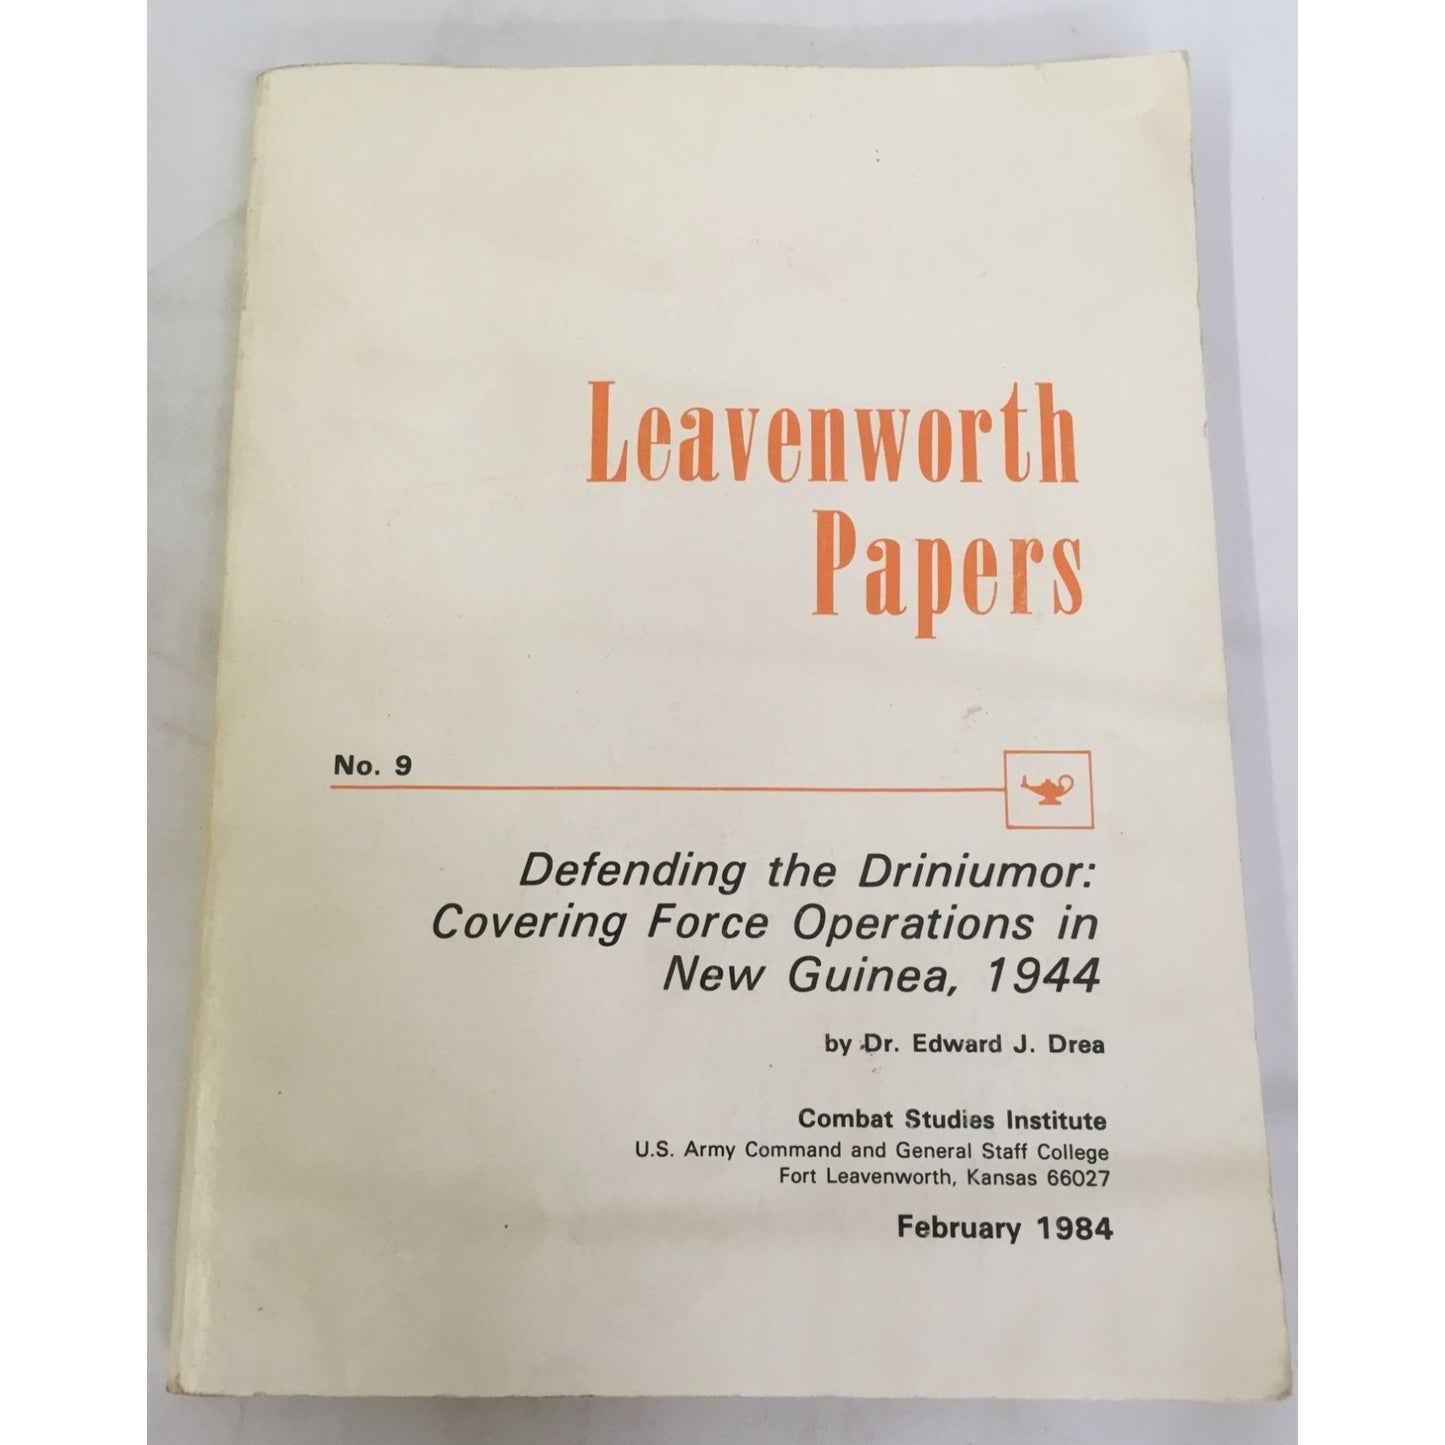 Leavenworth
Papers
No. 9
Defending the Driniumor:
Covering Force Operations in
New Guinea, 1944
by Dr. Edward J. Drea
Combat Studies Institute
U.S. Army Command and General Staff College
Fort Leavenworth, Kansas 66027
February 1984